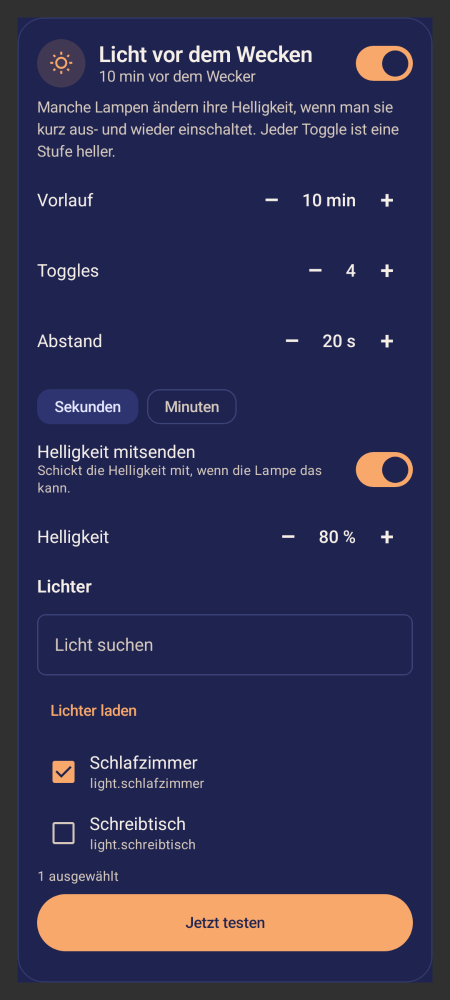 Licht vor dem Wecken
10 min vor dem Wecker
Manche Lampen ändern ihre Helligkeit, wenn man sie
kurz aus- und wieder einschaltet. Jeder Toggle ist eine
Stufe heller.
Vorlauf − 10 min +
Toggles − 4 +
Abstand − 20 s +
Sekunden Minuten
Helligkeit mitsenden
Schickt die Helligkeit mit, wenn die Lampe das
kann.
Helligkeit − 80 % +
Lichter
Licht suchen
Lichter laden
Schlafzimmer
light.schlafzimmer
Schreibtisch
light.schreibtisch
1 ausgewählt
Jetzt testen